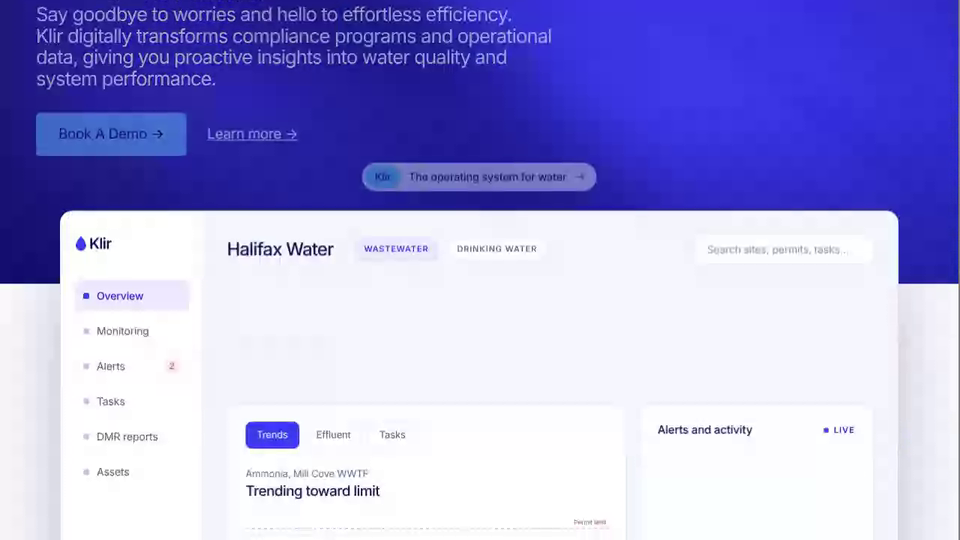 Say goodbye to worries and hello to effortless efficiency.
Klir digitally transforms compliance programs and operational
data, giving you proactive insights into water quality and
system performance.
Book A Demo →
Learn more →
Klir The operating system for water →
Klir
Halifax Water
WASTEWATER
DRINKING WATER
Search sites, permits, tasks...
Overview
Monitoring
Alerts 2
Tasks
DMR reports
Assets
Trends
Effluent
Tasks
Ammonia, Mill Cove WWTF
Trending toward limit
Permit limit
Alerts and activity
LIVE